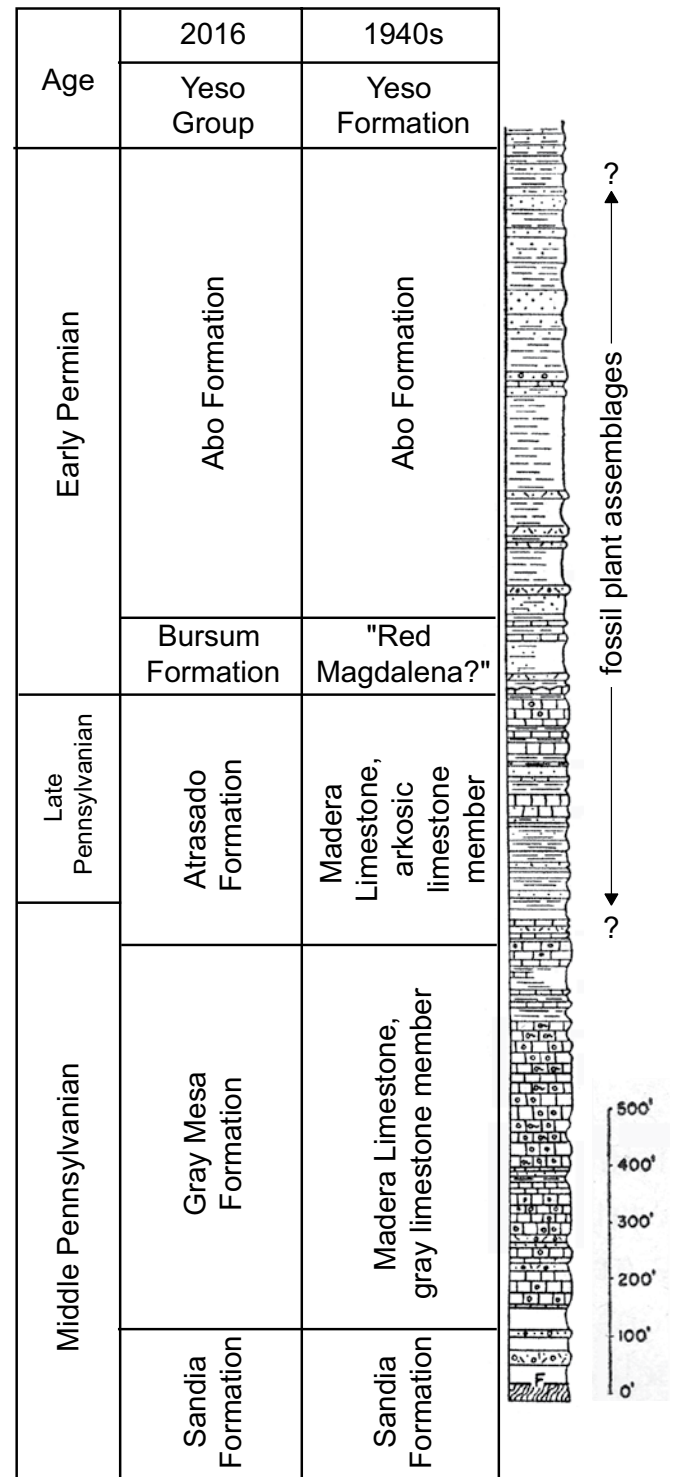 Age
2016
1940s
Yeso
Group
Yeso
Formation
Early Permian
Abo Formation
Abo Formation
Bursum
Formation
"Red
Magdalena?"
Late
Pennsylvanian
Atrasado
Formation
Madera
Limestone,
arkosic
limestone
member
Middle Pennsylvanian
Gray Mesa
Formation
Madera Limestone,
gray limestone member
Sandia
Formation
Sandia
Formation
F
?
fossil plant assemblages
?
500'
400'
300'
200'
100'
0'